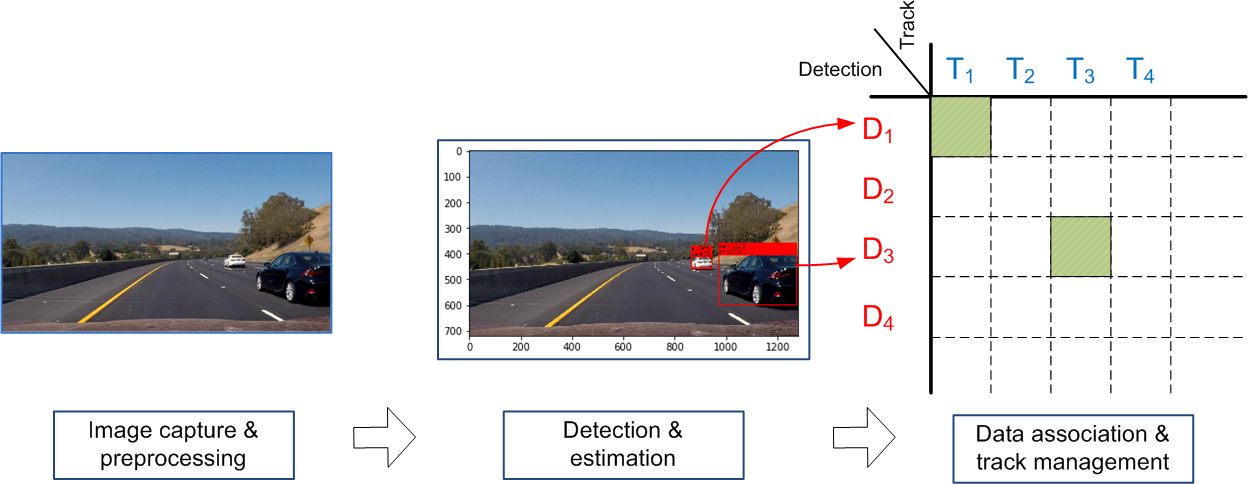 Track
Detection
T1 T2 T3 T4
D1
D2
D3
D4
0
100
200
300
400
500
600
700
0 200 400 600 800 1000 1200
Image capture &
preprocessing
Detection &
estimation
Data association &
track management